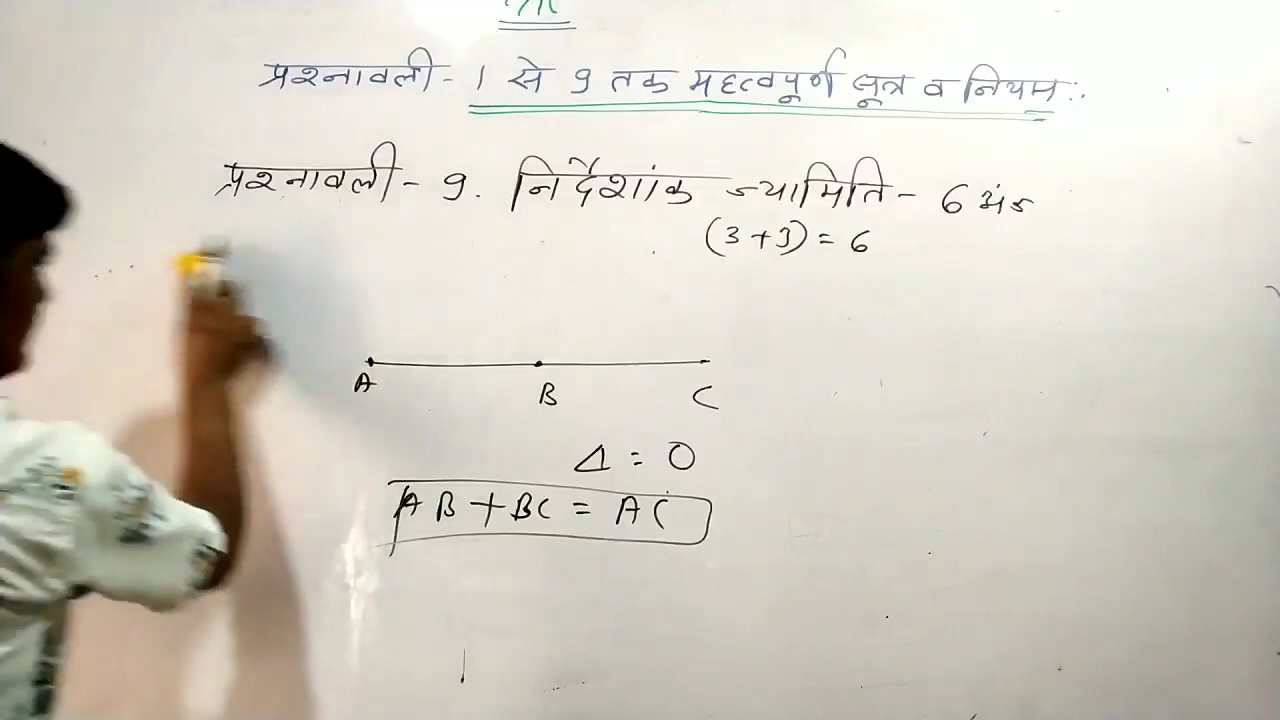 प्रश्नावली - 1 से 9 तक महत्वपूर्ण सूत्र व नियम :.
प्रश्नावली - 9. निर्देशांक ज्यामिति - 6 अंक
(3 + 3) = 6
A B C
Δ = 0
AB + BC = AC